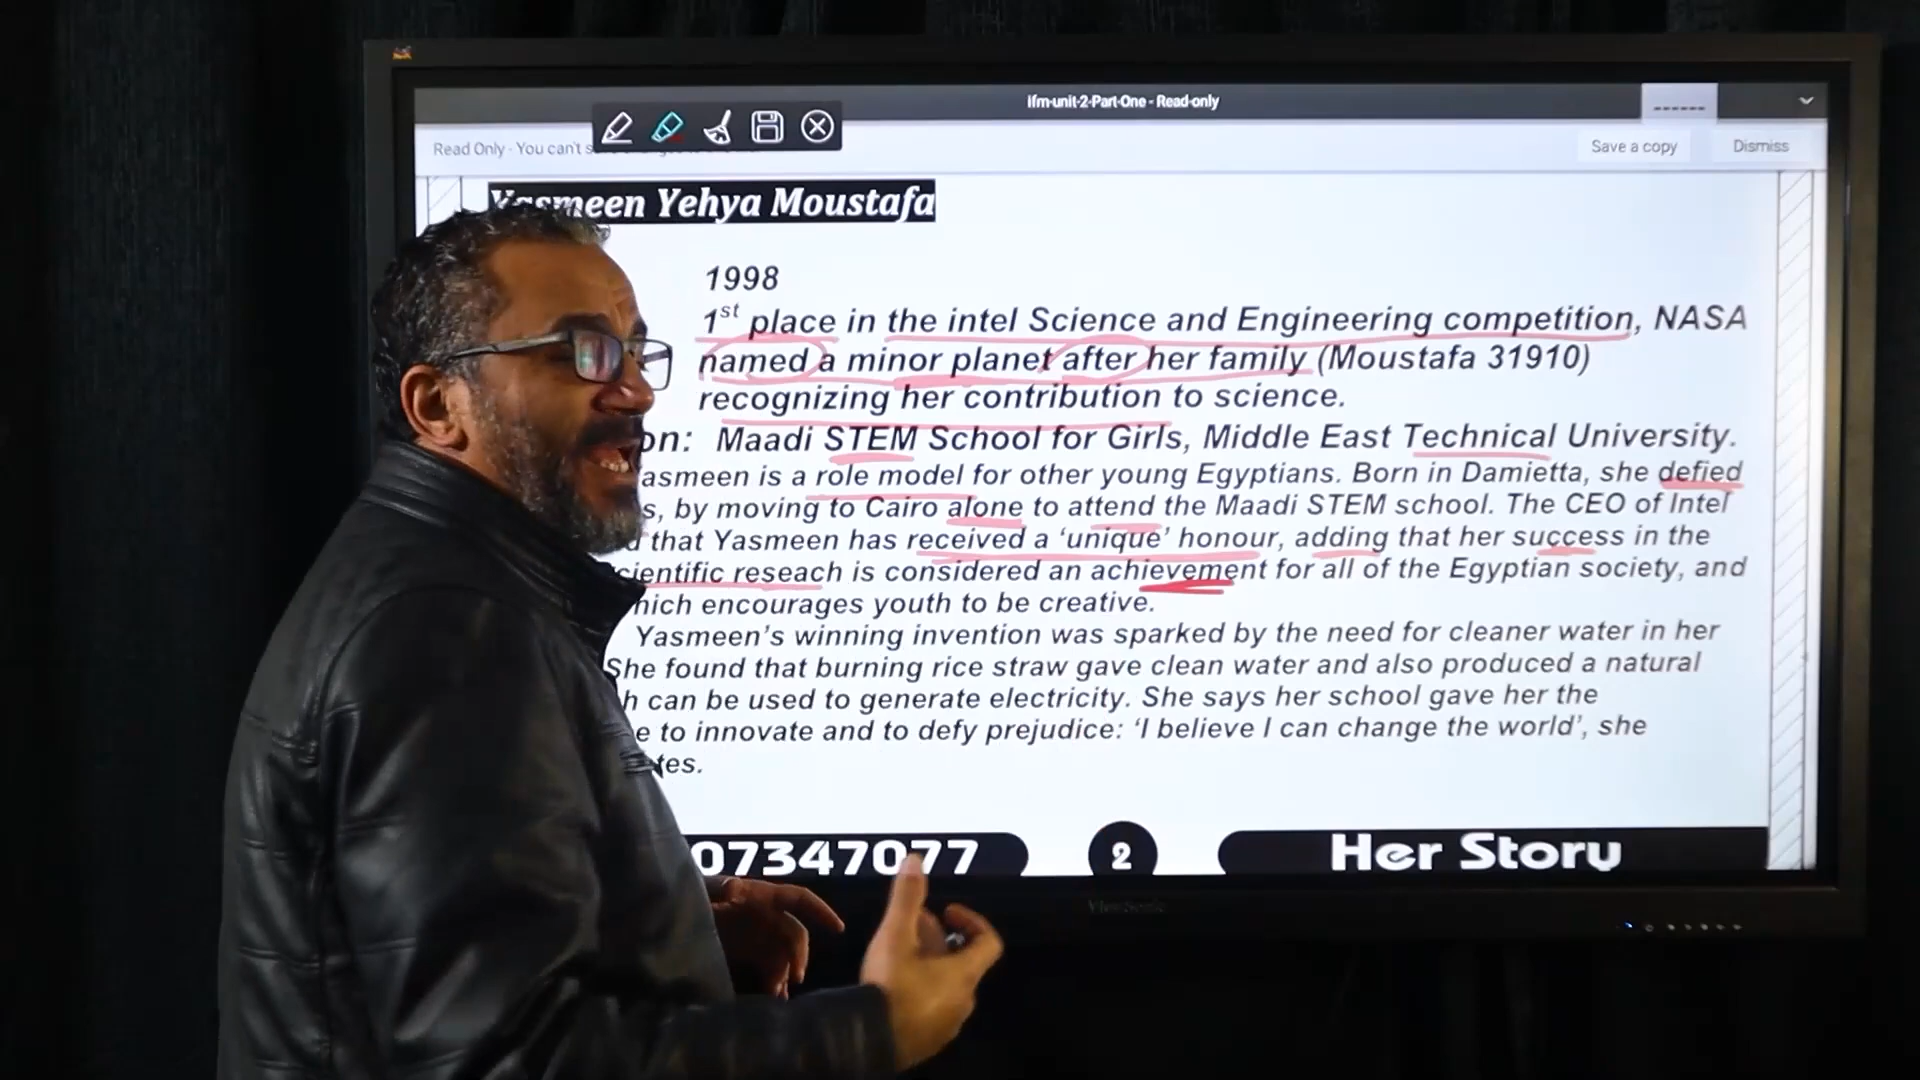 lfm-unit-2-Part-One - Read-only
Read Only - You can't
Save a copy
Dismiss
Yasmeen Yehya Moustafa
1998
1st place in the intel Science and Engineering competition, NASA
named a minor planet after her family (Moustafa 31910)
recognizing her contribution to science.
on: Maadi STEM School for Girls, Middle East Technical University.
asmeen is a role model for other young Egyptians. Born in Damietta, she defied
s, by moving to Cairo alone to attend the Maadi STEM school. The CEO of Intel
d that Yasmeen has received a ‘unique’ honour, adding that her success in the
scientific reseach is considered an achievement for all of the Egyptian society, and
hich encourages youth to be creative.
Yasmeen’s winning invention was sparked by the need for cleaner water in her
She found that burning rice straw gave clean water and also produced a natural
h can be used to generate electricity. She says her school gave her the
e to innovate and to defy prejudice: ‘I believe I can change the world’, she
tes.
07347077
2
Her Story
ViewSonic